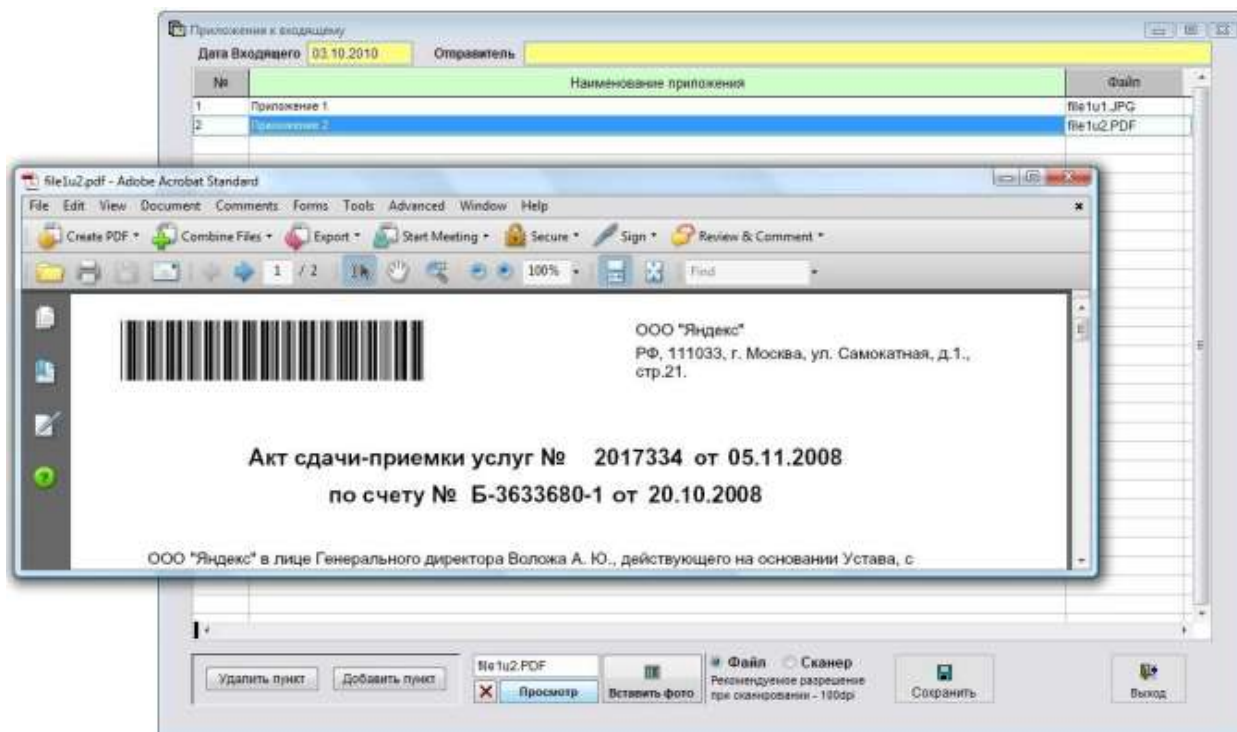 Приложения к входящему
Дата Входящего 03.10.2010 Отправитель
№ Наименование приложения Файл
1 Приложение 1 file1u1.JPG
2 Приложение 2 file1u2.PDF
file1u2.pdf - Adobe Acrobat Standard
File Edit View Document Comments Forms Tools Advanced Window Help
Create PDF Combine Files Export Start Meeting Secure Sign Review & Comment
1 / 2 100% Find
ООО "Яндекс"
РФ, 111033, г. Москва, ул. Самокатная, д.1.,
стр.21.
Акт сдачи-приемки услуг № 2017334 от 05.11.2008
по счету № Б-3633680-1 от 20.10.2008
ООО "Яндекс" в лице Генерального директора Воложа А. Ю., действующего на основании Устава, с
file1u2.PDF Файл Сканер
Удалить пункт Добавить пункт Просмотр Вставить фото Рекомендуемое разрешение
при сканировании - 100dpi Сохранить Выход